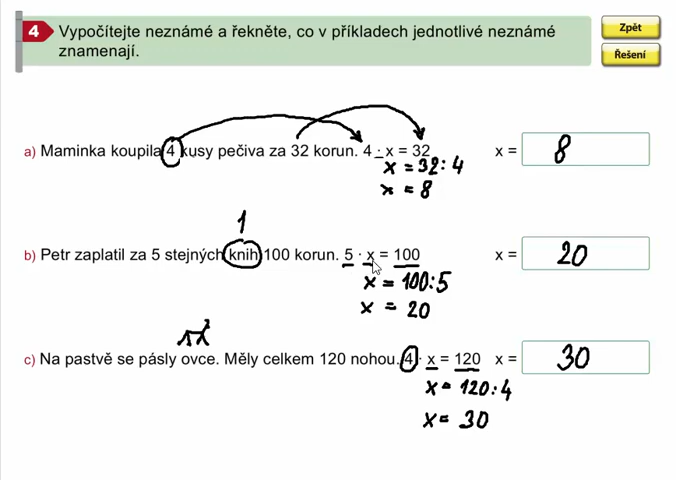 4 Vypočítejte neznámé a řekněte, co v příkladech jednotlivé neznámé
znamenají.
Zpět
Řešení
a) Maminka koupila 4 kusy pečiva za 32 korun. 4 · x = 32 x = 8
x = 32 : 4
x = 8
1
b) Petr zaplatil za 5 stejných knih 100 korun. 5 · x = 100 x = 20
x = 100:5
x = 20
c) Na pastvě se pásly ovce. Měly celkem 120 nohou. 4 · x = 120 x = 30
x = 120:4
x = 30